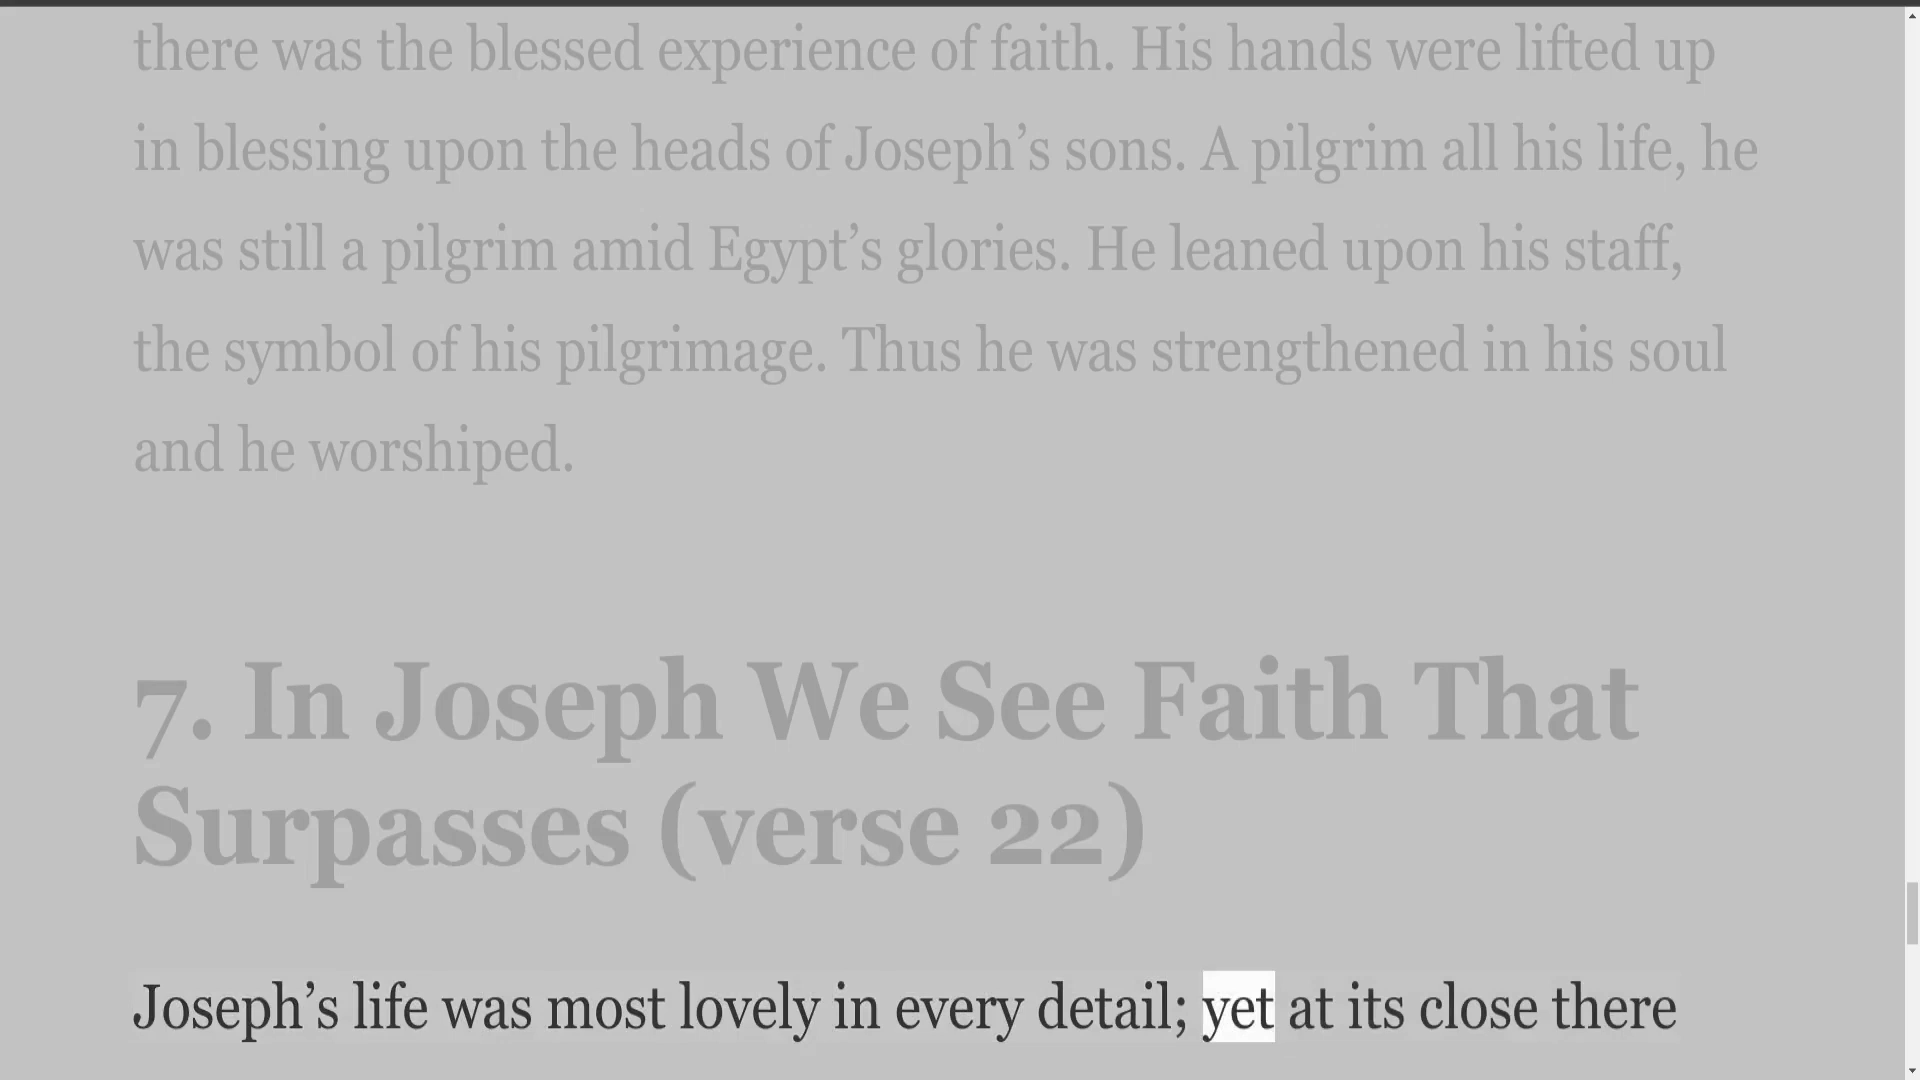 there was the blessed experience of faith. His hands were lifted up
in blessing upon the heads of Joseph’s sons. A pilgrim all his life, he
was still a pilgrim amid Egypt’s glories. He leaned upon his staff,
the symbol of his pilgrimage. Thus he was strengthened in his soul
and he worshiped.
7. In Joseph We See Faith That
Surpasses (verse 22)
Joseph’s life was most lovely in every detail; yet at its close there